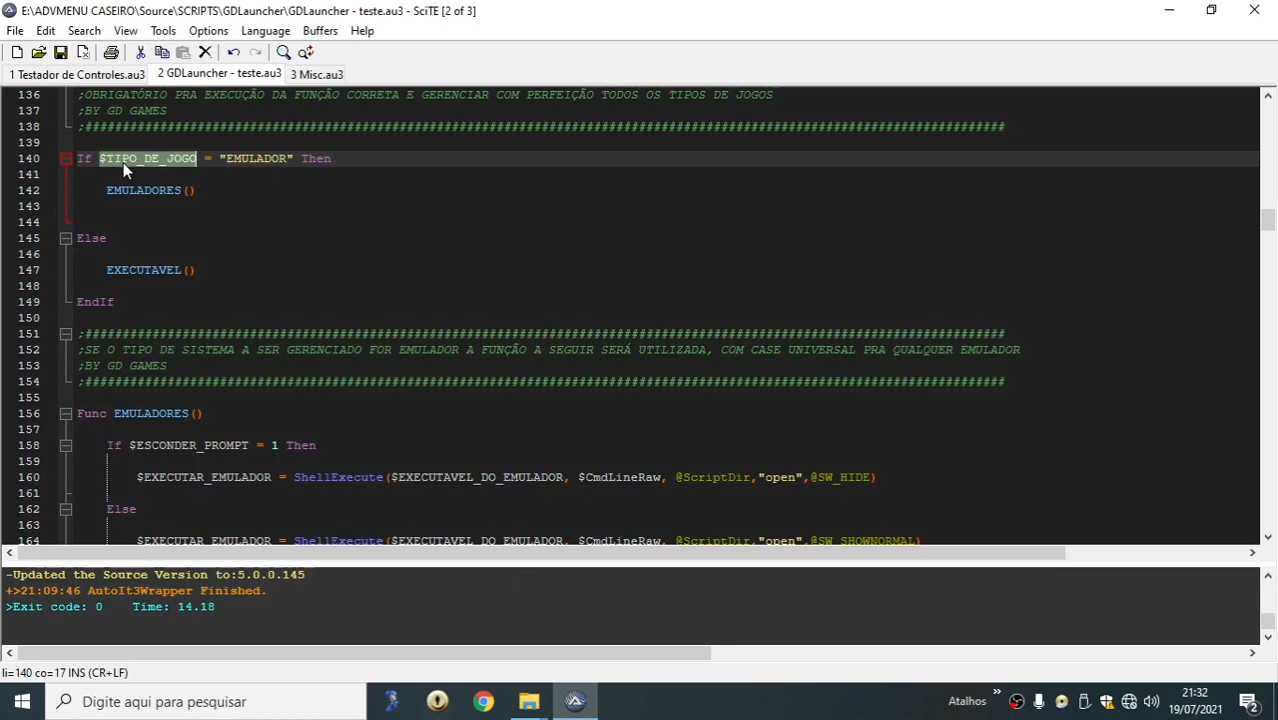 E:\ADVMENU CASEIRO\Source\SCRIPTS\GDLauncher\GDLauncher - teste.au3 - SciTE [2 of 3]
File Edit Search View Tools Options Language Buffers Help
1 Testador de Controles.au3 2 GDLauncher - teste.au3 3 Misc.au3
136 ;OBRIGATÓRIO PRA EXECUÇÃO DA FUNÇÃO CORRETA E GERENCIAR COM PERFEIÇÃO TODOS OS TIPOS DE JOGOS
137 ;BY GD GAMES
138 ;###########################################################################################################################
139
140 If $TIPO_DE_JOGO = "EMULADOR" Then
141
142 EMULADORES()
143
144
145 Else
146
147 EXECUTAVEL()
148
149 EndIf
150
151 ;###########################################################################################################################
152 ;SE O TIPO DE SISTEMA A SER GERENCIADO FOR EMULADOR A FUNÇÃO A SEGUIR SERÁ UTILIZADA, COM CASE UNIVERSAL PRA QUALQUER EMULADOR
153 ;BY GD GAMES
154 ;###########################################################################################################################
155
156 Func EMULADORES()
157
158 If $ESCONDER_PROMPT = 1 Then
159
160 $EXECUTAR_EMULADOR = ShellExecute($EXECUTAVEL_DO_EMULADOR, $CmdLineRaw, @ScriptDir,"open",@SW_HIDE)
161
162 Else
163
164 $EXECUTAR_EMULADOR = ShellExecute($EXECUTAVEL_DO_EMULADOR, $CmdLineRaw, @ScriptDir,"open",@SW_SHOWNORMAL)
-Updated the Source Version to:5.0.0.145
+>21:09:46 AutoIt3Wrapper Finished.
>Exit code: 0 Time: 14.18
li=140 co=17 INS (CR+LF)
Digite aqui para pesquisar
Atalhos
21:32
19/07/2021
2